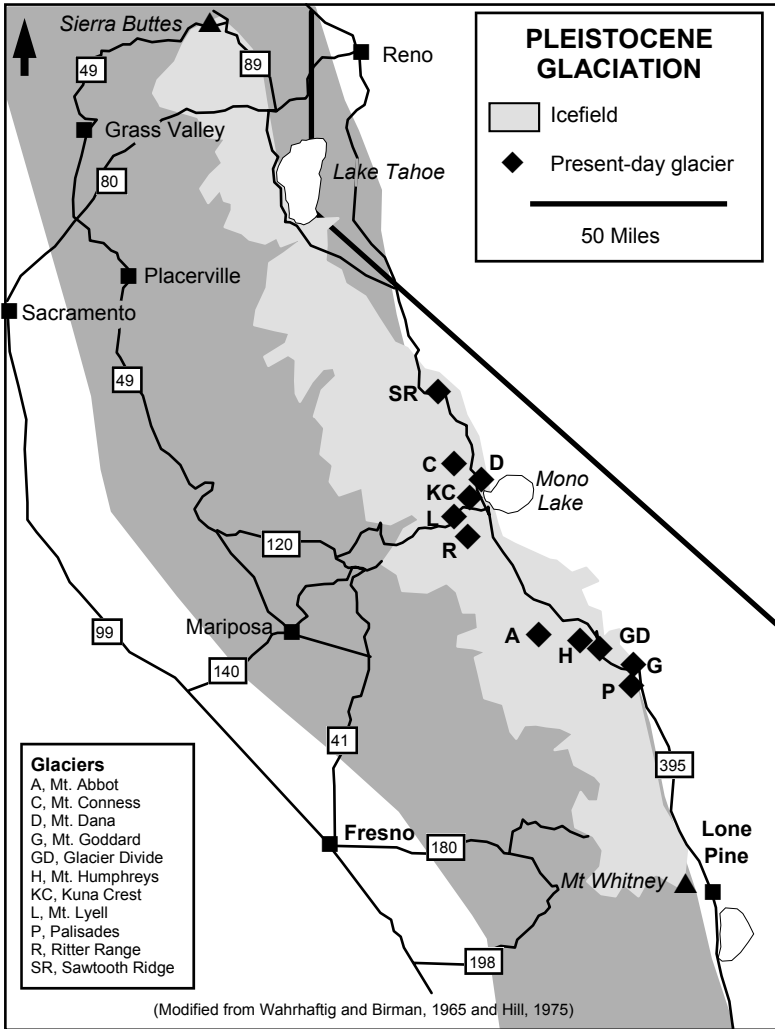 Sierra Buttes
49
89
Reno
PLEISTOCENE
GLACIATION
Icefield
Present-day glacier
50 Miles
Grass Valley
Lake Tahoe
80
Placerville
Sacramento
49
SR
C
D
KC
Mono
Lake
L
120
R
99
Mariposa
A
H
GD
G
P
140
41
395
Glaciers
A, Mt. Abbot
C, Mt. Conness
D, Mt. Dana
G, Mt. Goddard
GD, Glacier Divide
H, Mt. Humphreys
KC, Kuna Crest
L, Mt. Lyell
P, Palisades
R, Ritter Range
SR, Sawtooth Ridge
Fresno
180
Lone
Pine
Mt Whitney
198
(Modified from Wahrhaftig and Birman, 1965 and Hill, 1975)